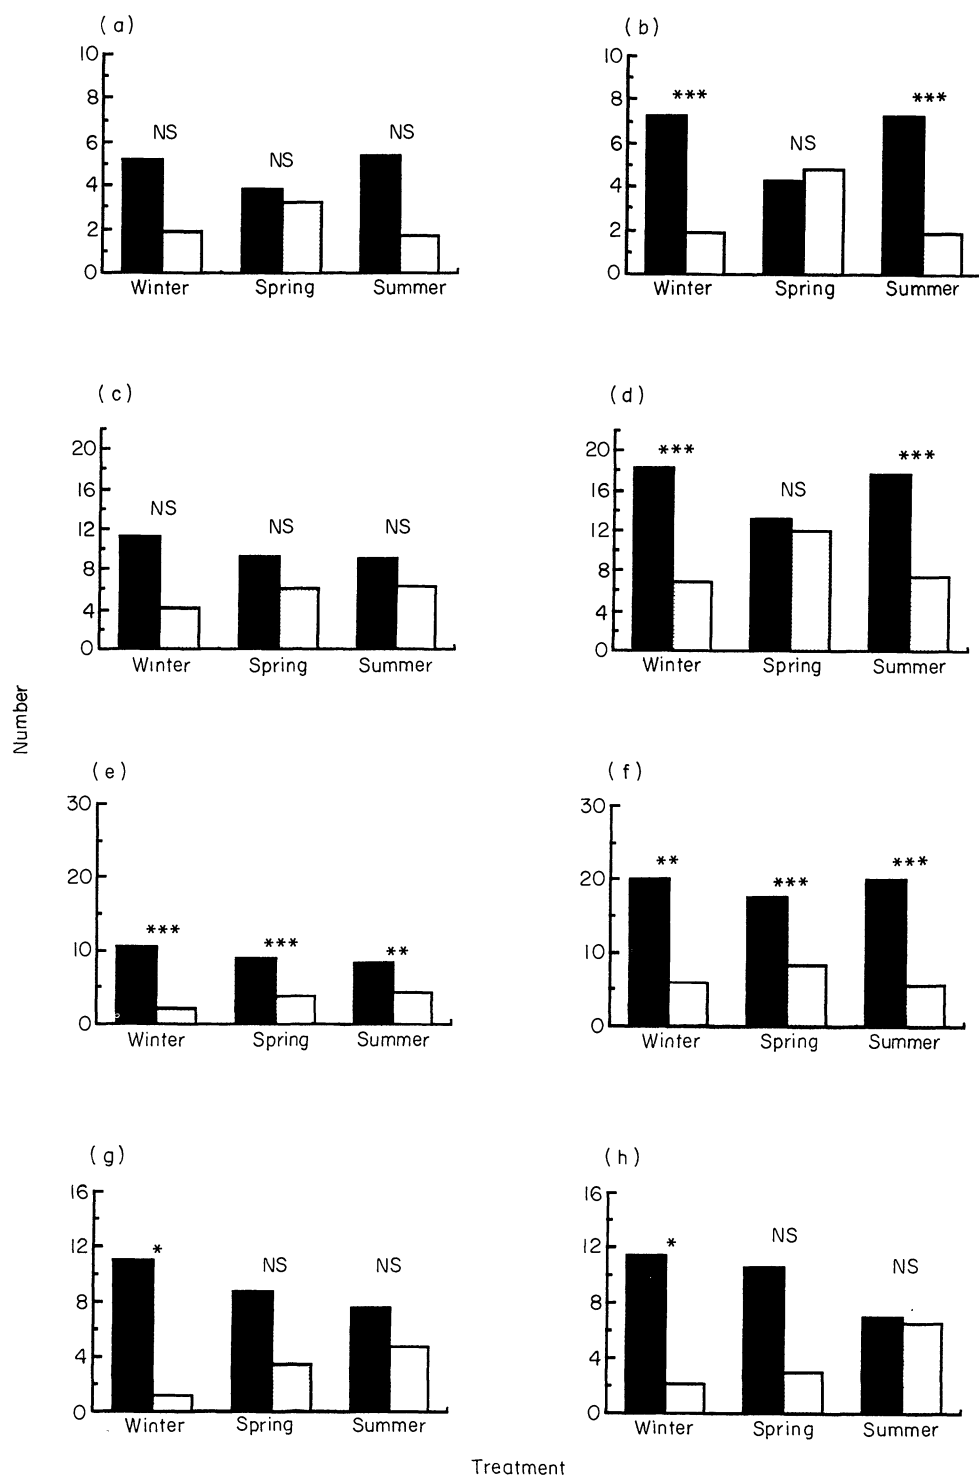 (a)
10
8
6
4
2
0
NS
NS
NS
Winter Spring Summer
(b)
10
8
6
4
2
0
***
NS
***
Winter Spring Summer
(c)
20
16
12
8
4
0
NS
NS
NS
Winter Spring Summer
(d)
20
16
12
8
4
0
***
NS
***
Winter Spring Summer
Number
(e)
30
20
10
0
***
***
**
Winter Spring Summer
(f)
30
20
10
0
**
***
***
Winter Spring Summer
(g)
16
12
8
4
0
*
NS
NS
Winter Spring Summer
(h)
16
12
8
4
0
*
NS
NS
Winter Spring Summer
Treatment